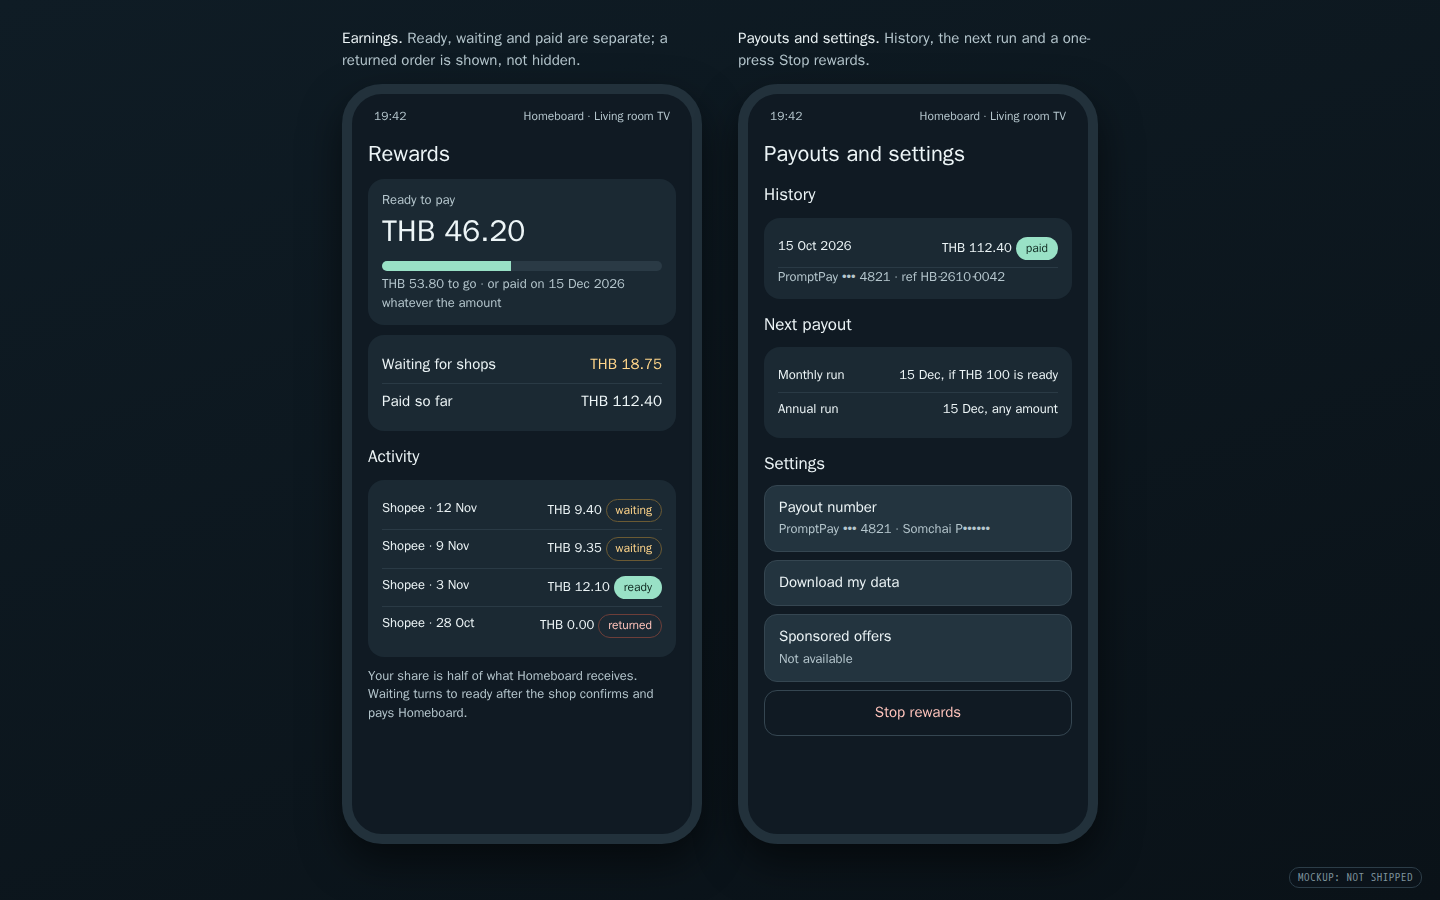 Earnings. Ready, waiting and paid are separate; a
returned order is shown, not hidden.
19:42
Homeboard · Living room TV
Rewards
Ready to pay
THB 46.20
THB 53.80 to go · or paid on 15 Dec 2026
whatever the amount
Waiting for shops THB 18.75
Paid so far THB 112.40
Activity
Shopee · 12 Nov THB 9.40 waiting
Shopee · 9 Nov THB 9.35 waiting
Shopee · 3 Nov THB 12.10 ready
Shopee · 28 Oct THB 0.00 returned
Your share is half of what Homeboard receives.
Waiting turns to ready after the shop confirms and
pays Homeboard.
Payouts and settings. History, the next run and a one-
press Stop rewards.
19:42
Homeboard · Living room TV
Payouts and settings
History
15 Oct 2026 THB 112.40 paid
PromptPay ••• 4821 · ref HB-2610-0042
Next payout
Monthly run 15 Dec, if THB 100 is ready
Annual run 15 Dec, any amount
Settings
Payout number
PromptPay ••• 4821 · Somchai P••••••
Download my data
Sponsored offers
Not available
Stop rewards
MOCKUP: NOT SHIPPED